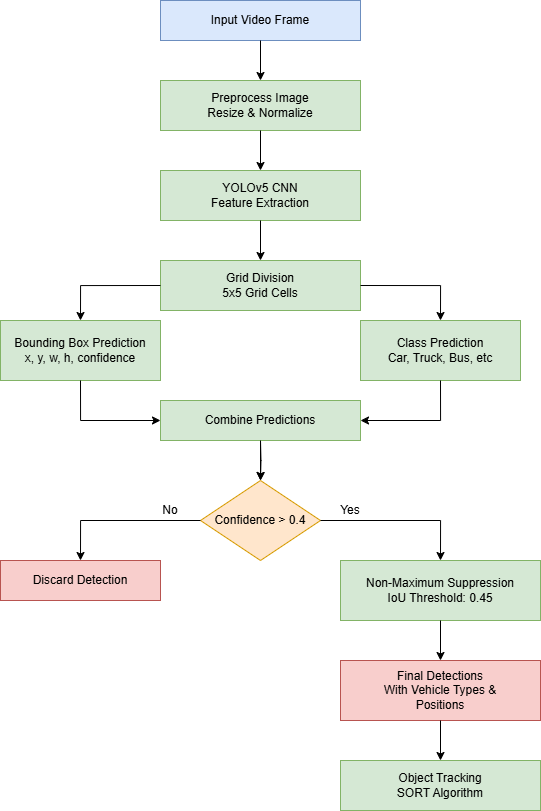 Input Video Frame
Preprocess Image
Resize & Normalize
YOLOv5 CNN
Feature Extraction
Grid Division
5x5 Grid Cells
Bounding Box Prediction
x, y, w, h, confidence
Class Prediction
Car, Truck, Bus, etc
Combine Predictions
No
Confidence > 0.4
Yes
Discard Detection
Non-Maximum Suppression
IoU Threshold: 0.45
Final Detections
With Vehicle Types &
Positions
Object Tracking
SORT Algorithm